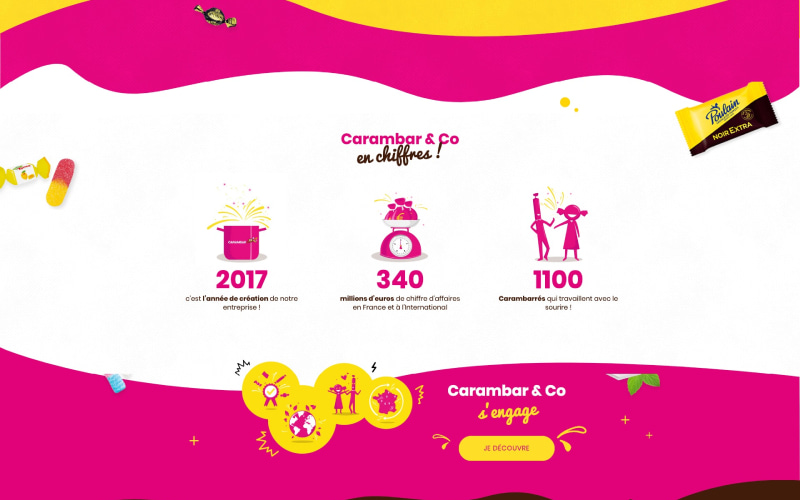 Poulain
NOIR EXTRA
Carambar & Co
en chiffres !
CARAMBAR
2017
c'est l'année de création de notre
entreprise !
340
millions d'euros de chiffre d'affaires
en France et à l'International
1100
Carambarrés qui travaillent avec le
sourire !
Carambar & Co
s'engage
JE DÉCOUVRE